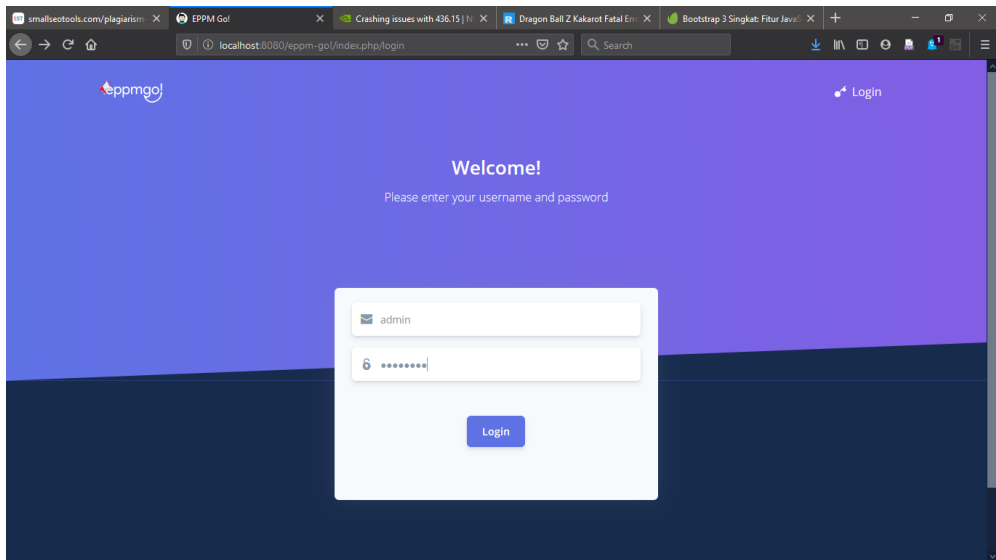 smallseotools.com/plagiarism-
EPPM Go!
Crashing issues with 436.15 | N
Dragon Ball Z Kakarot Fatal Erro
Bootstrap 3 Singkat: Fitur JavaS
localhost:8080/eppm-go!/index.php/login
Search
1
eppmgo!
Login
Welcome!
Please enter your username and password
admin
••••••••
Login